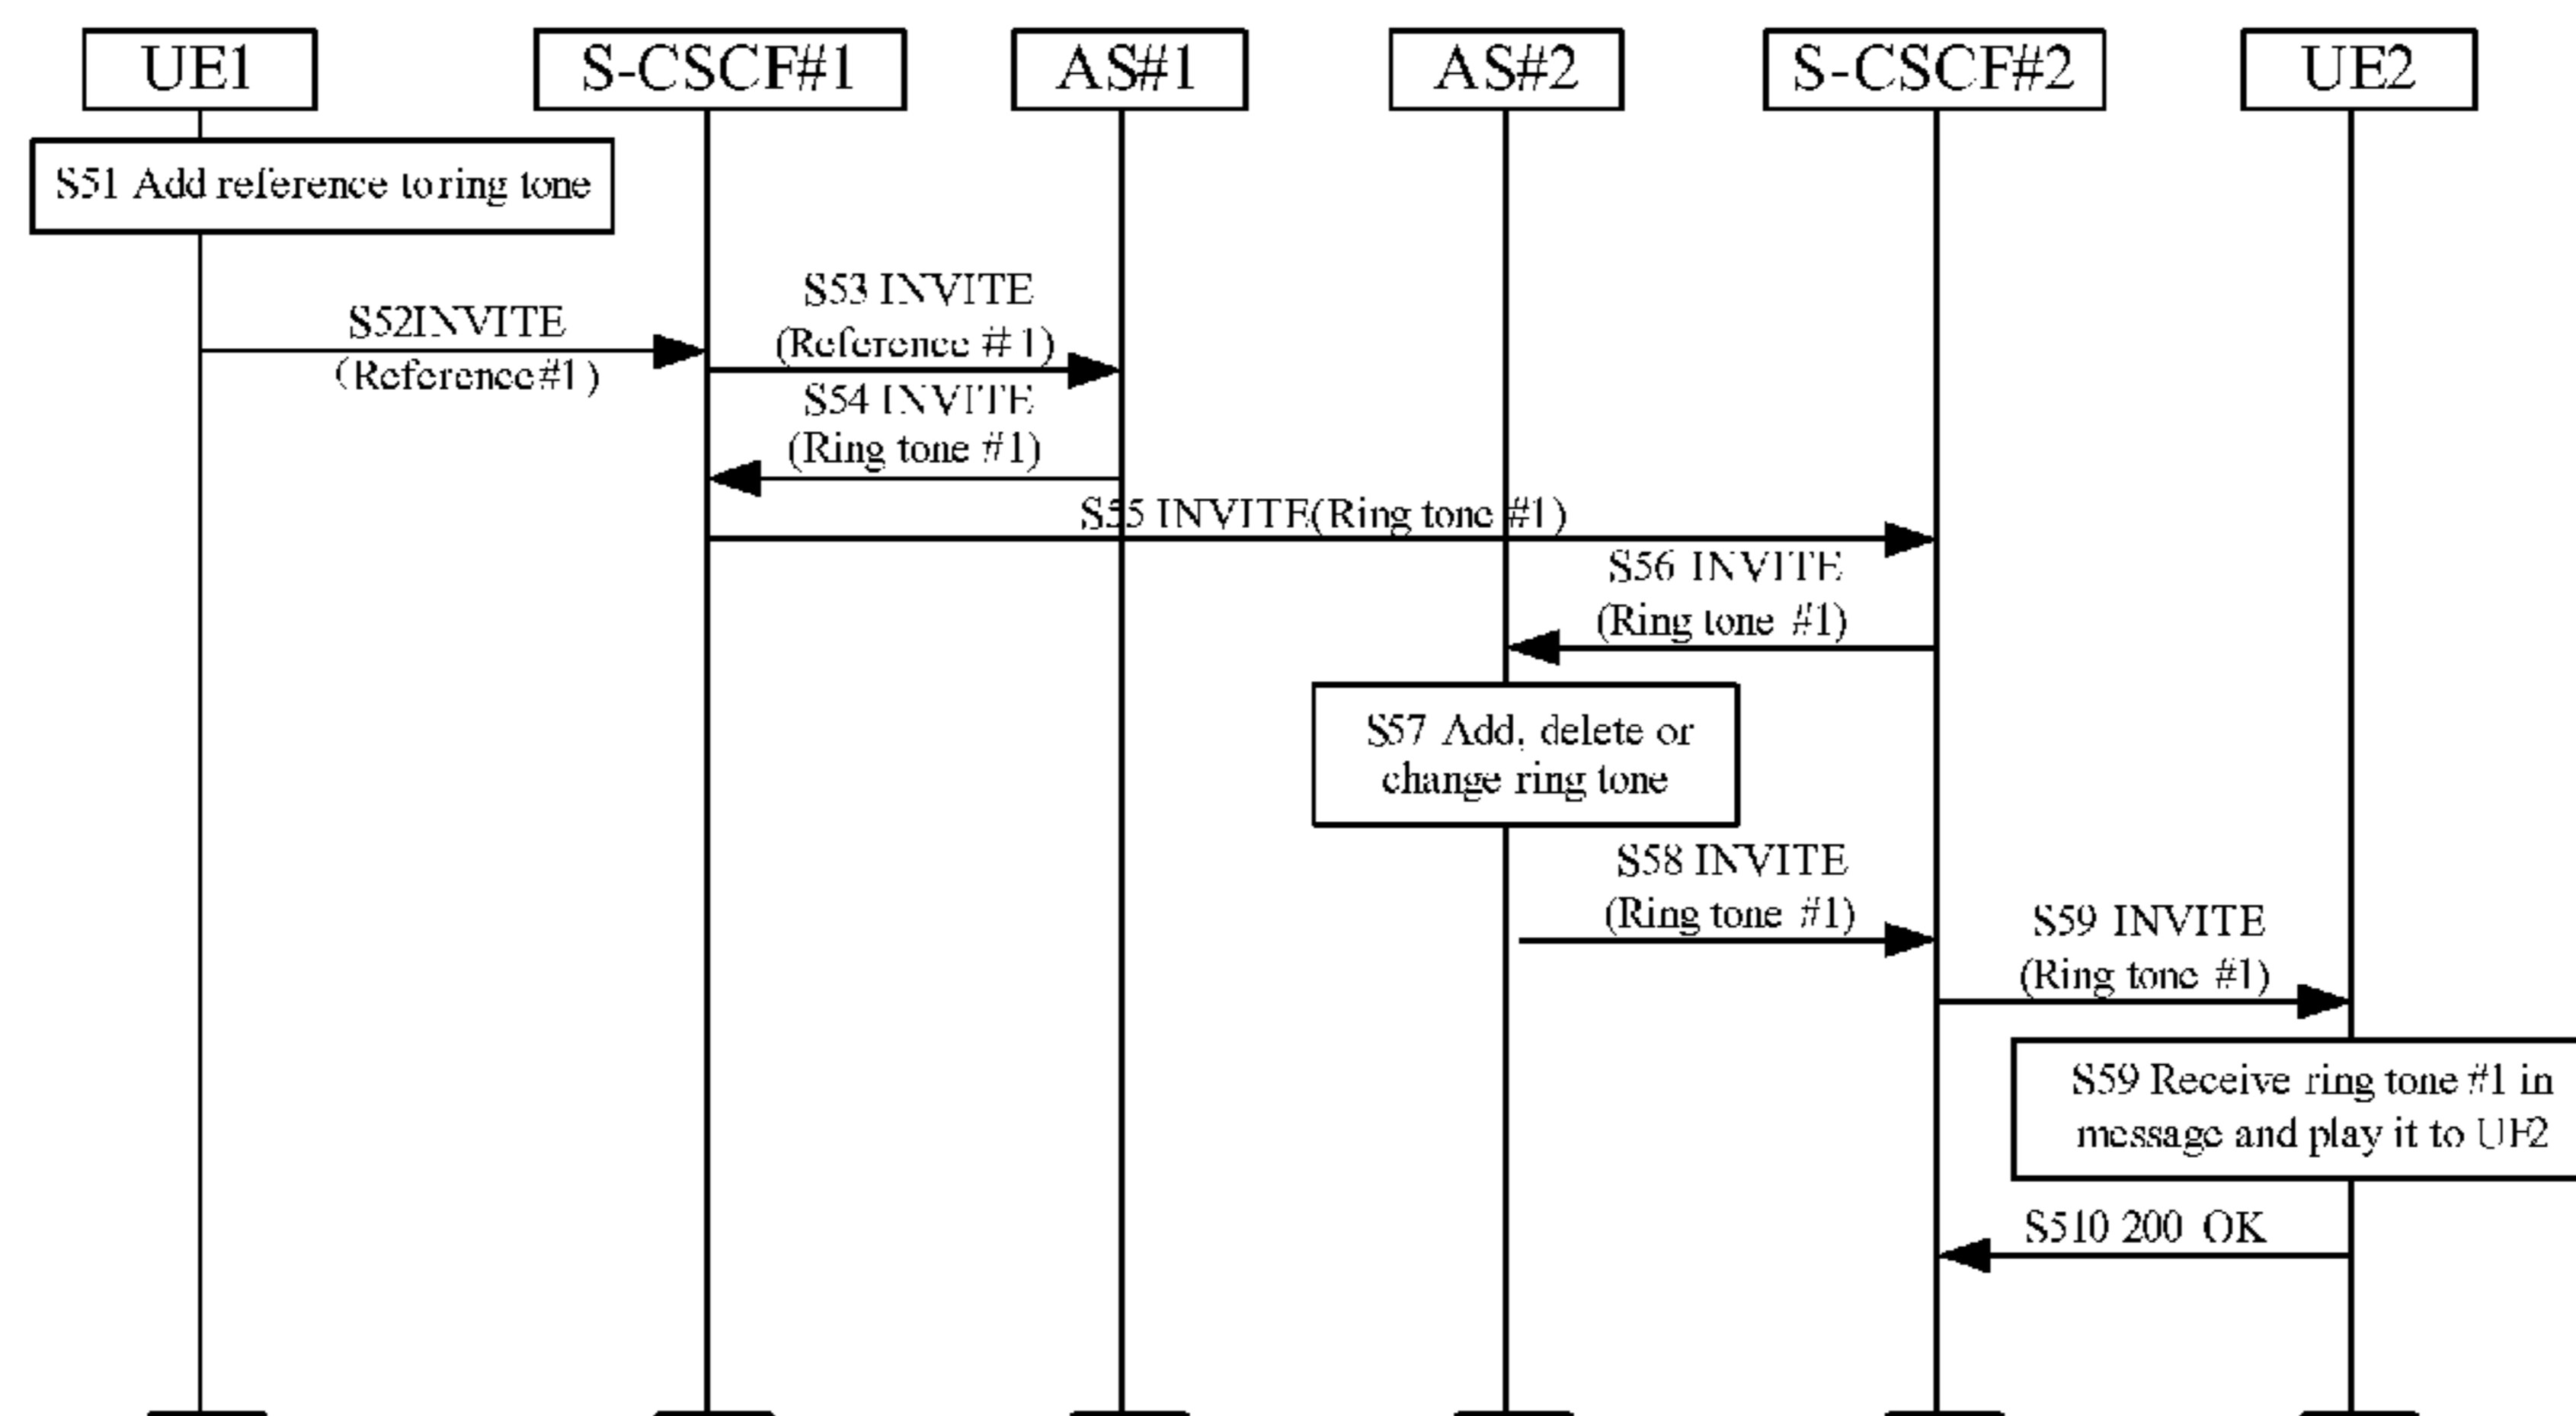 UE1
S-CSCF#1
AS#1
AS#2
S-CSCF#2
UE2
S51 Add reference to ring tone
S52INVITE
(Reference#1)
S53 INVITE
(Reference # 1)
S54 INVITE
(Ring tone #1)
S55 INVITE(Ring tone #1)
S56 INVITE
(Ring tone #1)
S57 Add, delete or
change ring tone
S58 INVITE
(Ring tone #1)
S59 INVITE
(Ring tone #1)
S59 Receive ring tone #1 in
message and play it to UE2
S510 200 OK